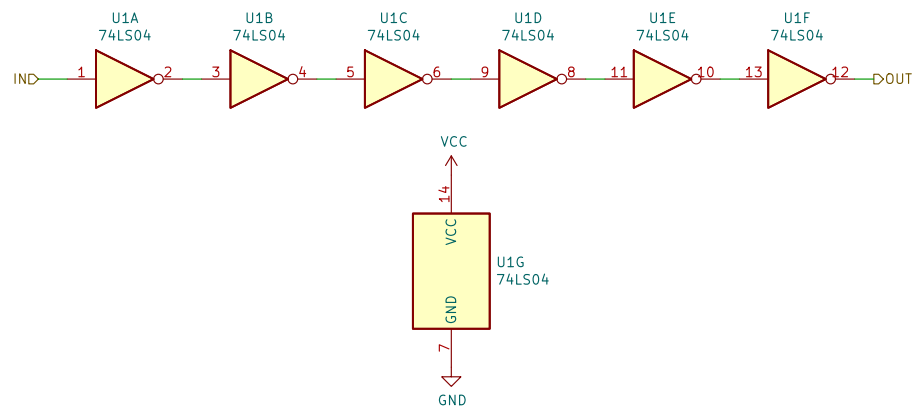 U1A
74LS04
U1B
74LS04
U1C
74LS04
U1D
74LS04
U1E
74LS04
U1F
74LS04
IN 1 2 3 4 5 6 9 8 11 10 13 12 OUT
VCC
14
VCC
U1G
74LS04
GND
7
GND